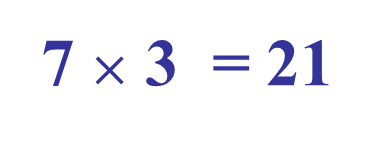 7 × 3 = 21